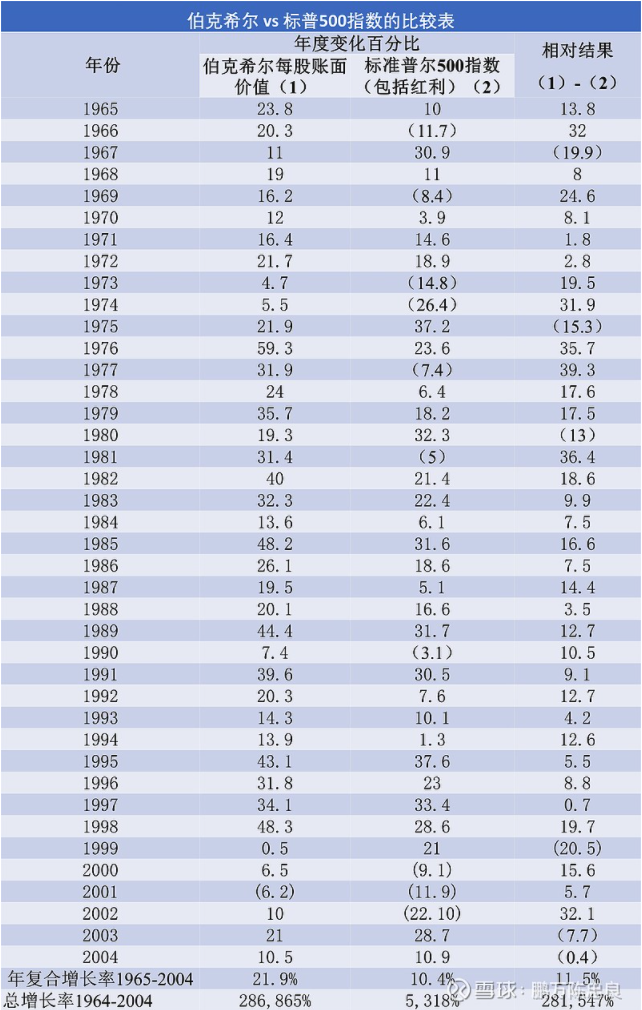 伯克希尔 vs 标普500指数的比较表
年份 年度变化百分比 相对结果
伯克希尔每股账面 标准普尔500指数
价值（1） （包括红利）（2） （1）-（2）
1965 23.8 10 13.8
1966 20.3 (11.7) 32
1967 11 30.9 (19.9)
1968 19 11 8
1969 16.2 (8.4) 24.6
1970 12 3.9 8.1
1971 16.4 14.6 1.8
1972 21.7 18.9 2.8
1973 4.7 (14.8) 19.5
1974 5.5 (26.4) 31.9
1975 21.9 37.2 (15.3)
1976 59.3 23.6 35.7
1977 31.9 (7.4) 39.3
1978 24 6.4 17.6
1979 35.7 18.2 17.5
1980 19.3 32.3 (13)
1981 31.4 (5) 36.4
1982 40 21.4 18.6
1983 32.3 22.4 9.9
1984 13.6 6.1 7.5
1985 48.2 31.6 16.6
1986 26.1 18.6 7.5
1987 19.5 5.1 14.4
1988 20.1 16.6 3.5
1989 44.4 31.7 12.7
1990 7.4 (3.1) 10.5
1991 39.6 30.5 9.1
1992 20.3 7.6 12.7
1993 14.3 10.1 4.2
1994 13.9 1.3 12.6
1995 43.1 37.6 5.5
1996 31.8 23 8.8
1997 34.1 33.4 0.7
1998 48.3 28.6 19.7
1999 0.5 21 (20.5)
2000 6.5 (9.1) 15.6
2001 (6.2) (11.9) 5.7
2002 10 (22.10) 32.1
2003 21 28.7 (7.7)
2004 10.5 10.9 (0.4)
年复合增长率1965-2004 21.9% 10.4% 11.5%
总增长率1964-2004 286,865% 5,318% 281,547%
雪球：鹏万陈忠良